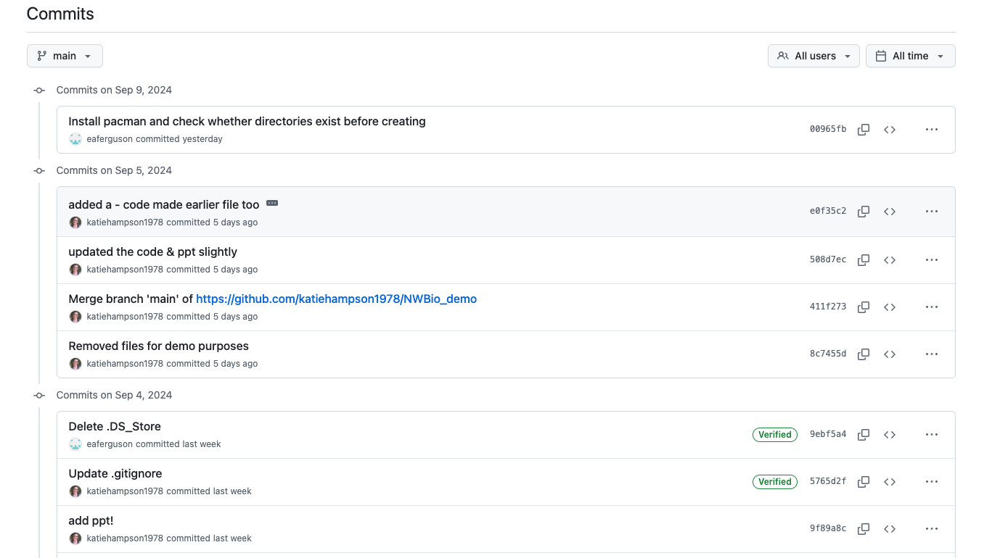 Commits
main
All users
All time
Commits on Sep 9, 2024
Install pacman and check whether directories exist before creating
eaferguson committed yesterday
00965fb
Commits on Sep 5, 2024
added a - code made earlier file too
katiehampson1978 committed 5 days ago
e0f35c2
updated the code & ppt slightly
katiehampson1978 committed 5 days ago
508d7ec
Merge branch 'main' of https://github.com/katiehampson1978/NWBio_demo
katiehampson1978 committed 5 days ago
411f273
Removed files for demo purposes
katiehampson1978 committed 5 days ago
8c7455d
Commits on Sep 4, 2024
Delete .DS_Store
eaferguson committed last week
Verified
9ebf5a4
Update .gitignore
katiehampson1978 committed last week
Verified
5765d2f
add ppt!
katiehampson1978 committed last week
9f89a8c